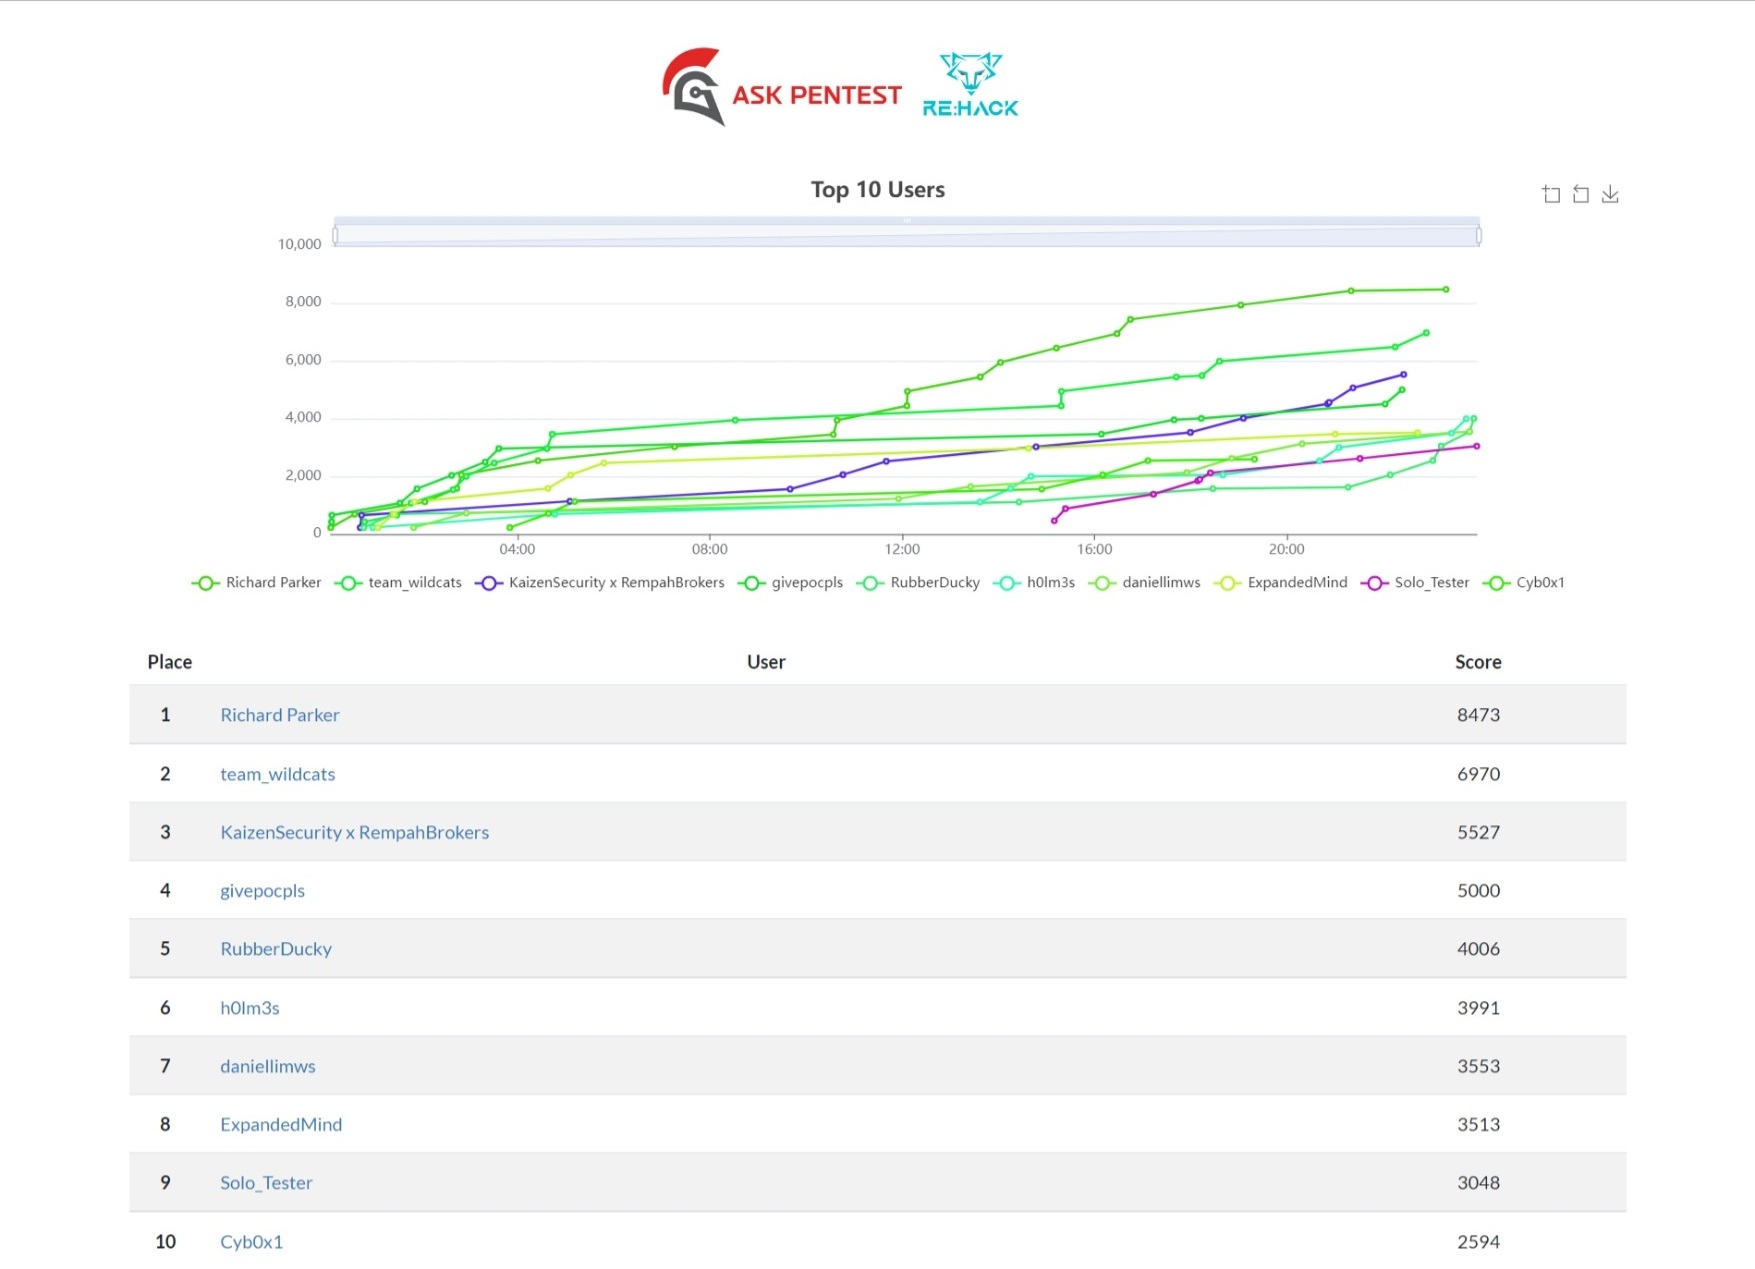 ASK PENTEST
RE:HACK
Top 10 Users
10,000
8,000
6,000
4,000
2,000
0
04:00 08:00 12:00 16:00 20:00
Richard Parker team_wildcats KaizenSecurity x RempahBrokers givepocpls RubberDucky h0lm3s daniellimws ExpandedMind Solo_Tester Cyb0x1
Place User Score
1 Richard Parker 8473
2 team_wildcats 6970
3 KaizenSecurity x RempahBrokers 5527
4 givepocpls 5000
5 RubberDucky 4006
6 h0lm3s 3991
7 daniellimws 3553
8 ExpandedMind 3513
9 Solo_Tester 3048
10 Cyb0x1 2594